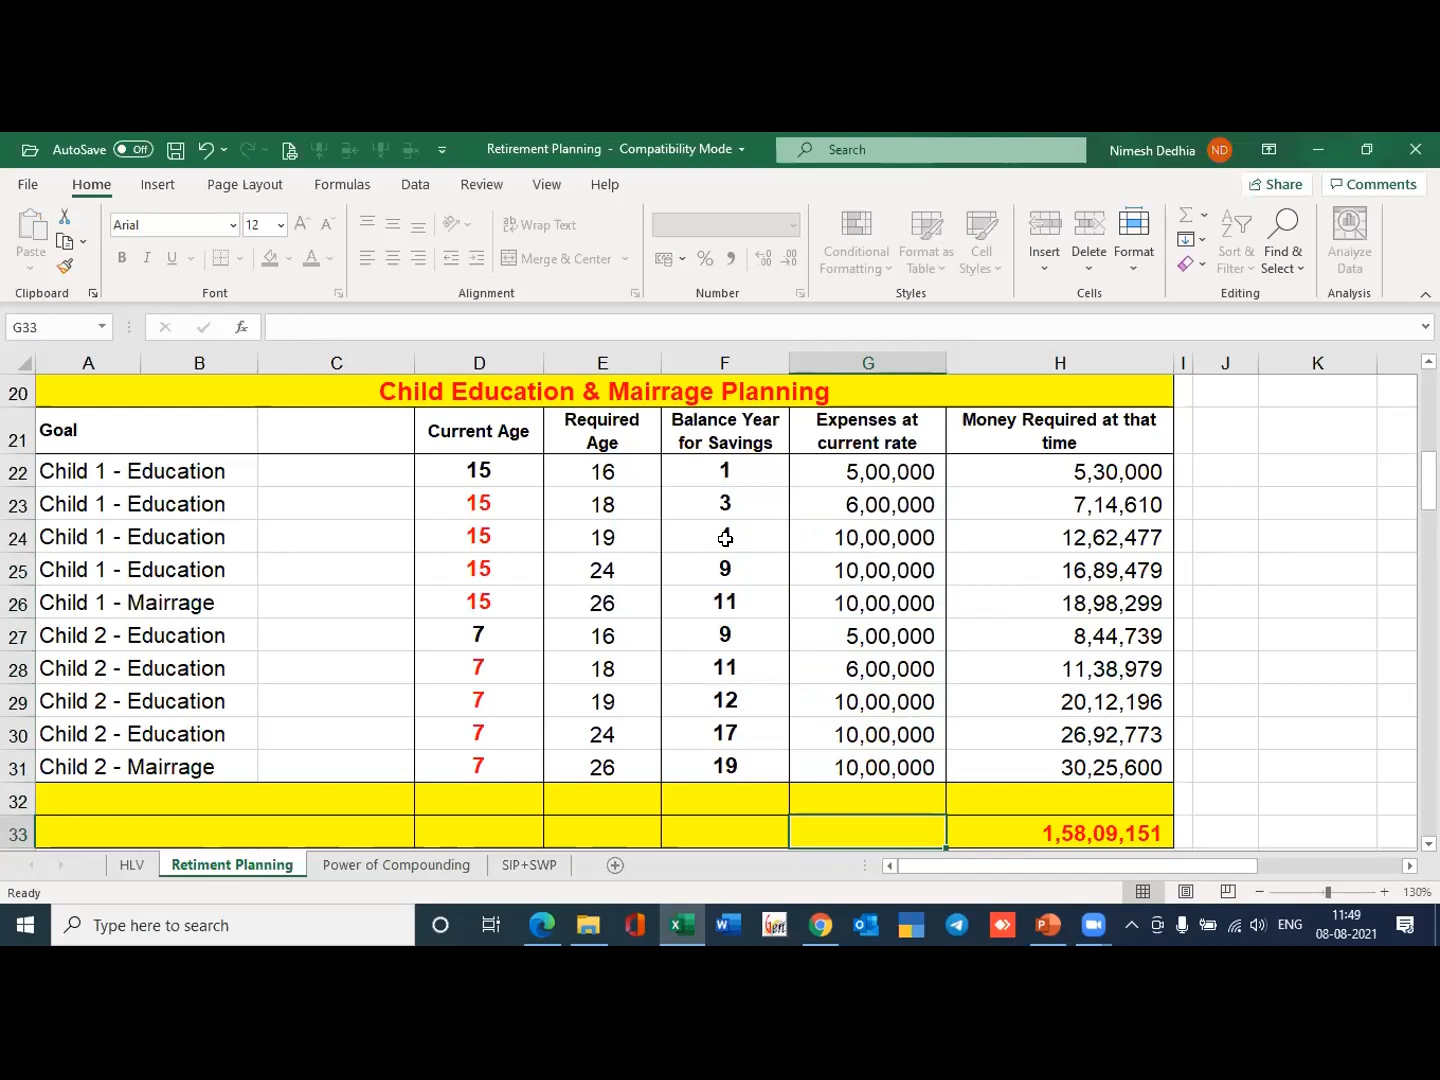 AutoSave Off Retirement Planning - Compatibility Mode Search Nimesh Dedhia ND
File Home Insert Page Layout Formulas Data Review View Help Share Comments
Paste Arial 12 Wrap Text Merge & Center Conditional Formatting Format as Table Cell Styles Insert Delete Format Sort & Filter Find & Select Analyze Data
Clipboard Font Alignment Number Styles Cells Editing Analysis
G33 fx
A B C D E F G H I J K
20 Child Education & Mairrage Planning
21 Goal Current Age Required Age Balance Year for Savings Expenses at current rate Money Required at that time
22 Child 1 - Education 15 16 1 5,00,000 5,30,000
23 Child 1 - Education 15 18 3 6,00,000 7,14,610
24 Child 1 - Education 15 19 10,00,000 12,62,477
25 Child 1 - Education 15 24 9 10,00,000 16,89,479
26 Child 1 - Mairrage 15 26 11 10,00,000 18,98,299
27 Child 2 - Education 7 16 9 5,00,000 8,44,739
28 Child 2 - Education 7 18 11 6,00,000 11,38,979
29 Child 2 - Education 7 19 12 10,00,000 20,12,196
30 Child 2 - Education 7 24 17 10,00,000 26,92,773
31 Child 2 - Mairrage 7 26 19 10,00,000 30,25,600
32
33 1,58,09,151
HLV Retiment Planning Power of Compounding SIP+SWP
Ready 130%
Type here to search ENG 11:49
08-08-2021